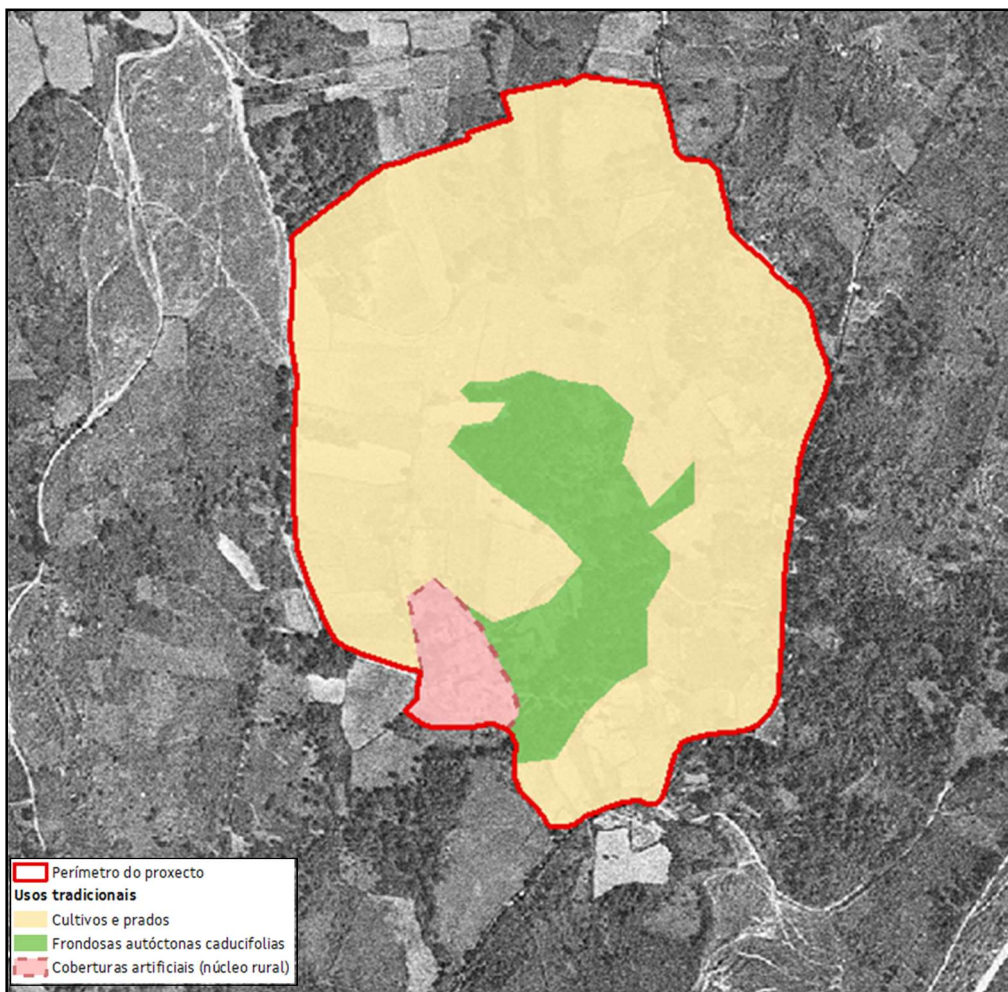 Perímetro do proxecto
Usos tradicionais
Cultivos e prados
Frondosas autóctonas caducifolias
Coberturas artificiais (núcleo rural)